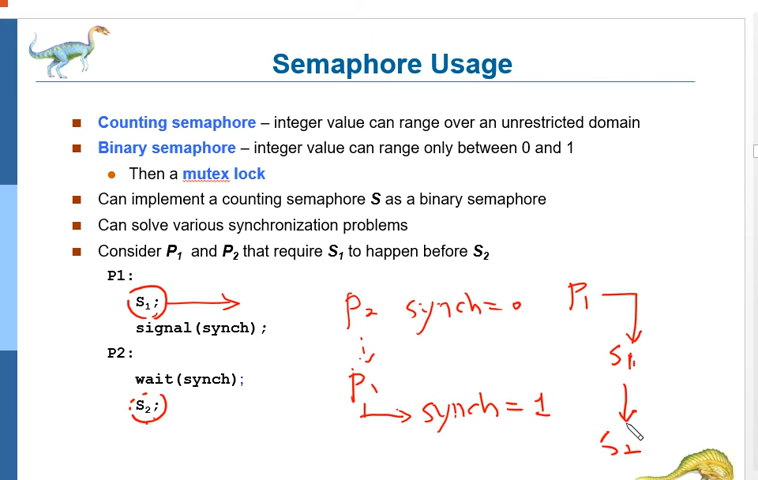 Semaphore Usage
Counting semaphore – integer value can range over an unrestricted domain
Binary semaphore – integer value can range only between 0 and 1
Then a mutex lock
Can implement a counting semaphore S as a binary semaphore
Can solve various synchronization problems
Consider P1 and P2 that require S1 to happen before S2
P1:
S1;
signal(synch);
P2:
wait(synch);
S2;
P2 synch=0
P1
synch=1
P1
S1
S2